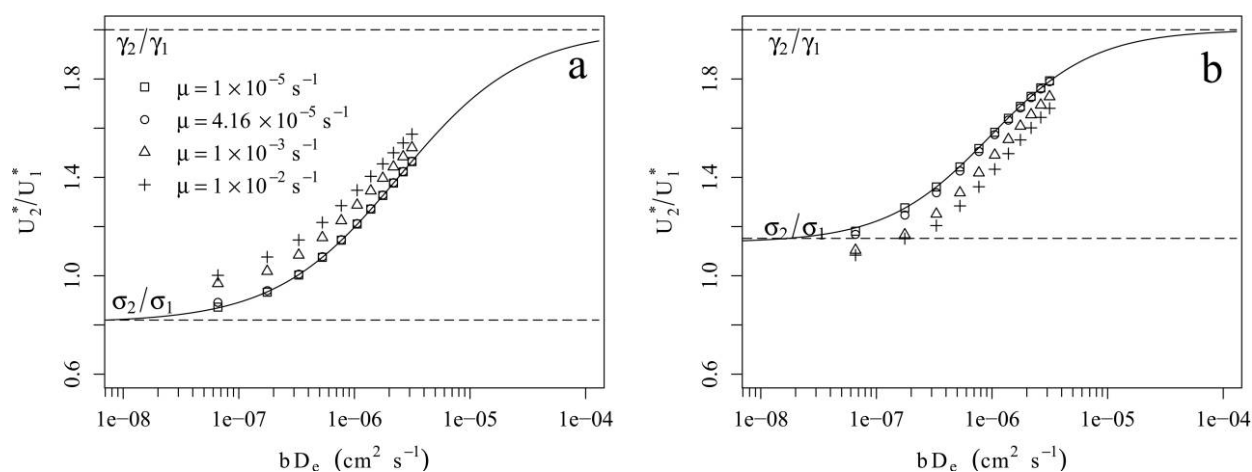 a
γ₂/γ₁
μ = 1 × 10⁻⁵ s⁻¹
μ = 4.16 × 10⁻⁵ s⁻¹
μ = 1 × 10⁻³ s⁻¹
μ = 1 × 10⁻² s⁻¹
σ₂/σ₁
U₂*/U₁*
1.8
1.4
1.0
0.6
1e−08 1e−07 1e−06 1e−05 1e−04
b Dₑ (cm² s⁻¹)
b
γ₂/γ₁
σ₂/σ₁
U₂*/U₁*
1.8
1.4
1.0
0.6
1e−08 1e−07 1e−06 1e−05 1e−04
b Dₑ (cm² s⁻¹)